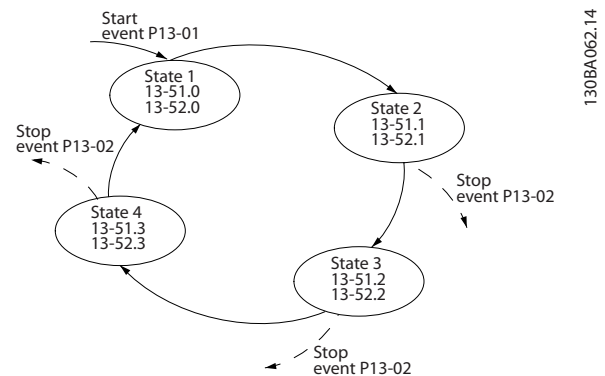 Start
event P13-01
130BA062.14
State 1
13-51.0
13-52.0
State 2
13-51.1
13-52.1
Stop
event P13-02
Stop
event P13-02
State 4
13-51.3
13-52.3
State 3
13-51.2
13-52.2
Stop
event P13-02